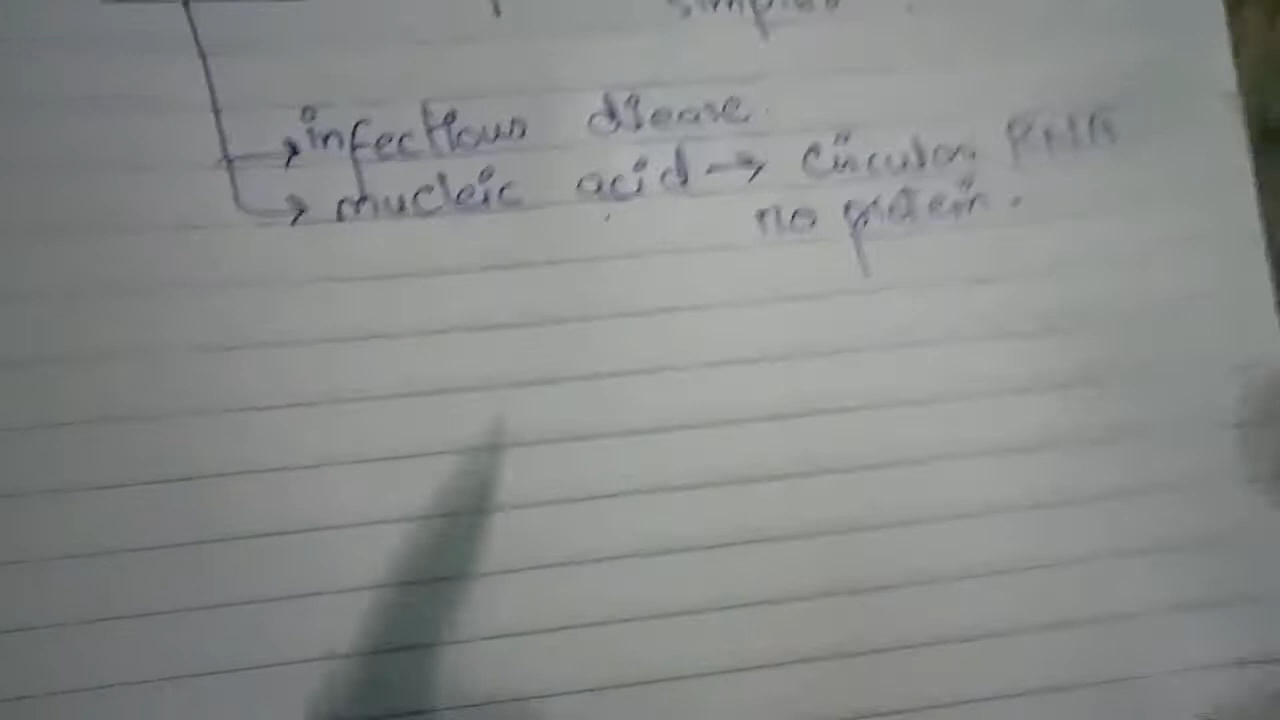 infectious disease.
nucleic acid → circular RNA
no protein.